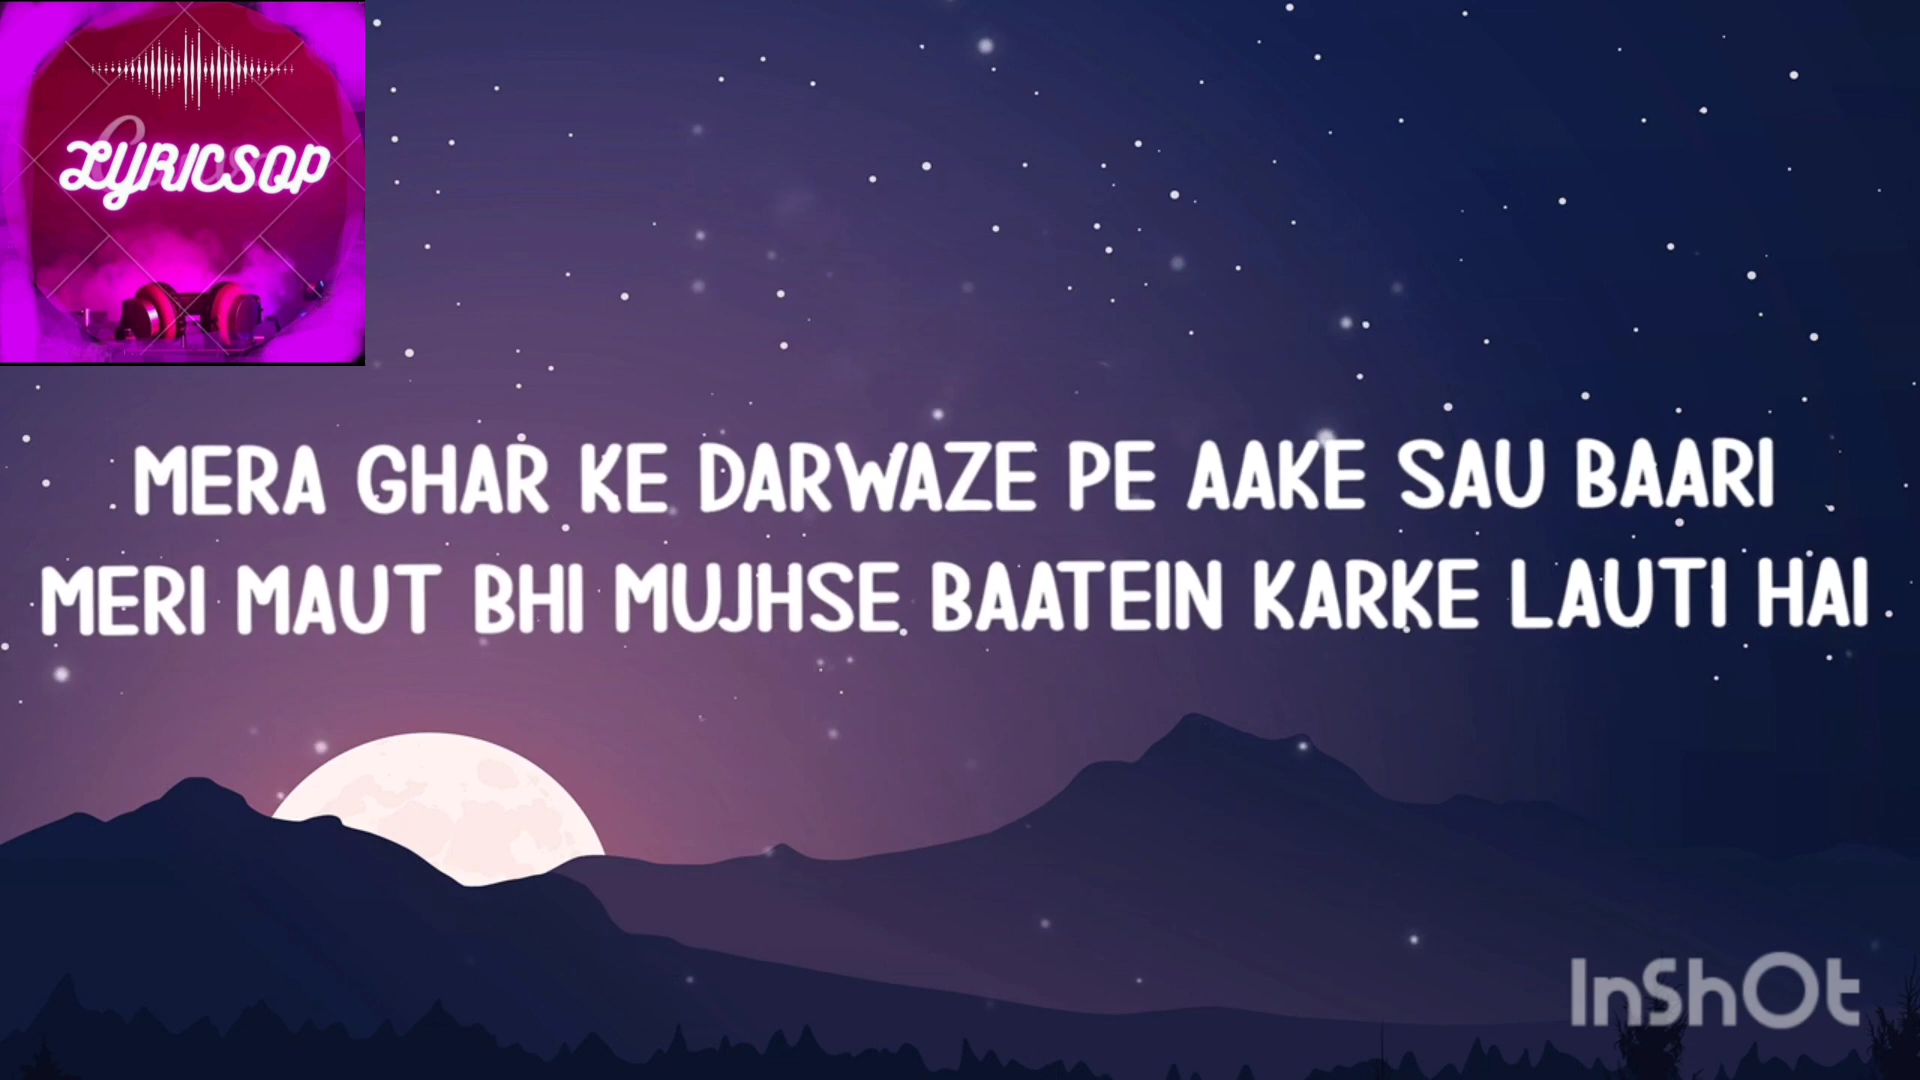 LYRICSOP
MERA GHAR KE DARWAZE PE AAKE SAU BAARI
MERI MAUT BHI MUJHSE BAATEIN KARKE LAUTI HAI
InShOt